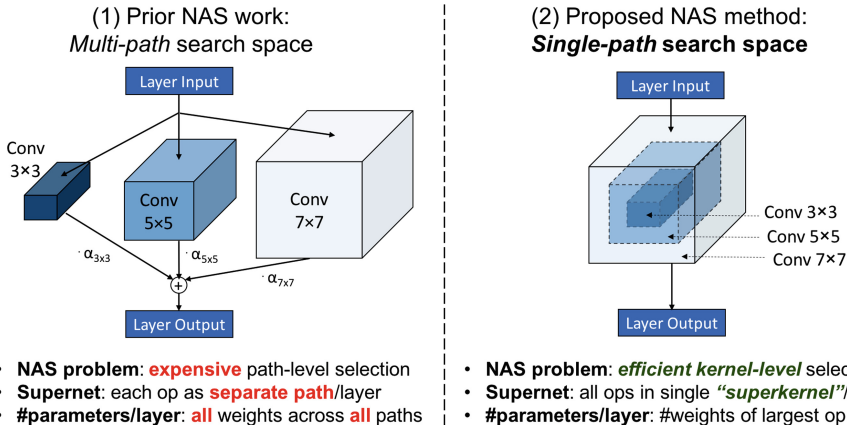 (1) Prior NAS work:
Multi-path search space
Layer Input
Conv
3×3
Conv
5×5
Conv
7×7
· α3x3
· α5x5
· α7x7
+
Layer Output
• NAS problem: expensive path-level selection
• Supernet: each op as separate path/layer
• #parameters/layer: all weights across all paths
(2) Proposed NAS method:
Single-path search space
Layer Input
Conv 3×3
Conv 5×5
Conv 7×7
Layer Output
• NAS problem: efficient kernel-level selec
• Supernet: all ops in single “superkernel”/
• #parameters/layer: #weights of largest op